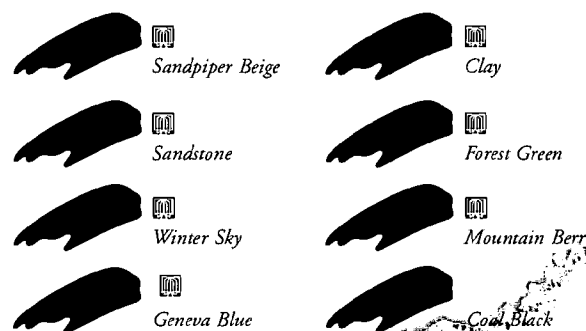 Sandpiper Beige
Clay
Sandstone
Forest Green
Winter Sky
Mountain Berr
Geneva Blue
Coal Black